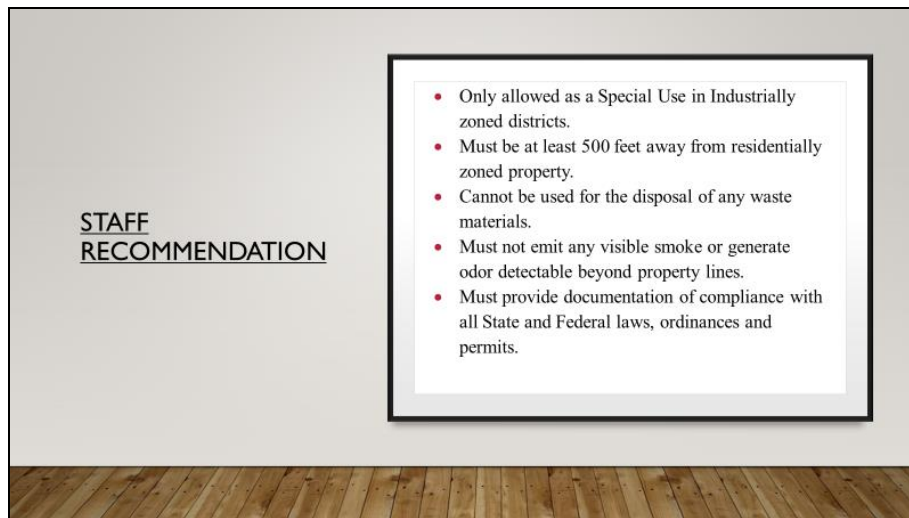 STAFF
RECOMMENDATION
• Only allowed as a Special Use in Industrially
zoned districts.
• Must be at least 500 feet away from residentially
zoned property.
• Cannot be used for the disposal of any waste
materials.
• Must not emit any visible smoke or generate
odor detectable beyond property lines.
• Must provide documentation of compliance with
all State and Federal laws, ordinances and
permits.